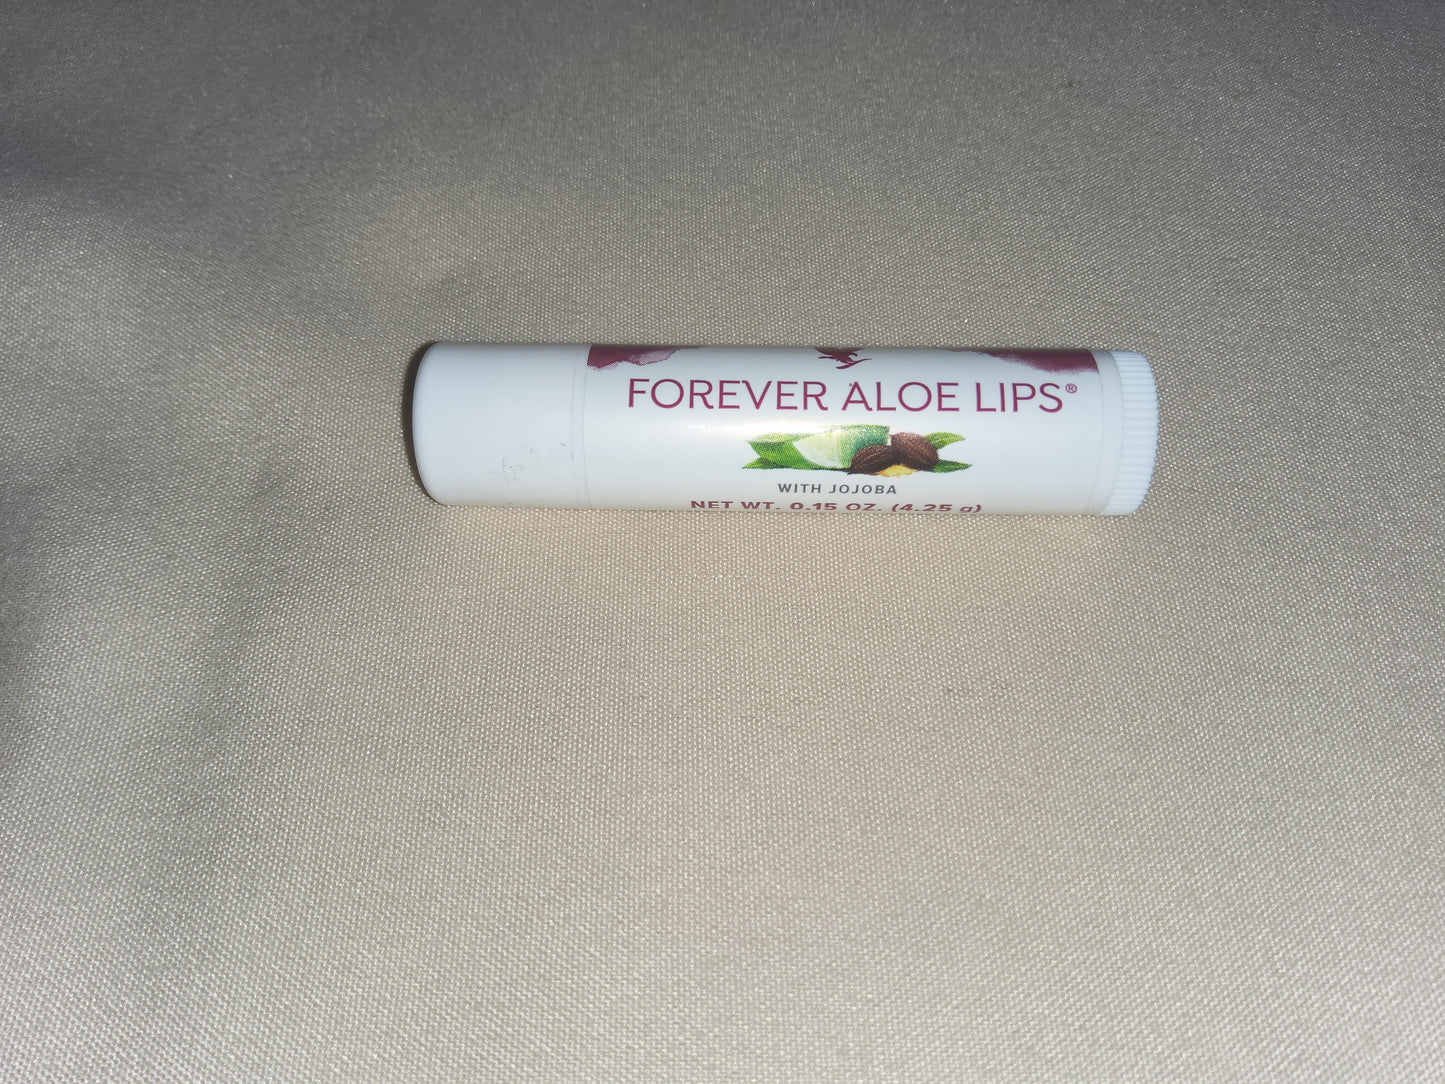 FOREVER ALOE LIPS®
WITH JOJOBA
NET WT. 0.15 OZ. (4.25 g)